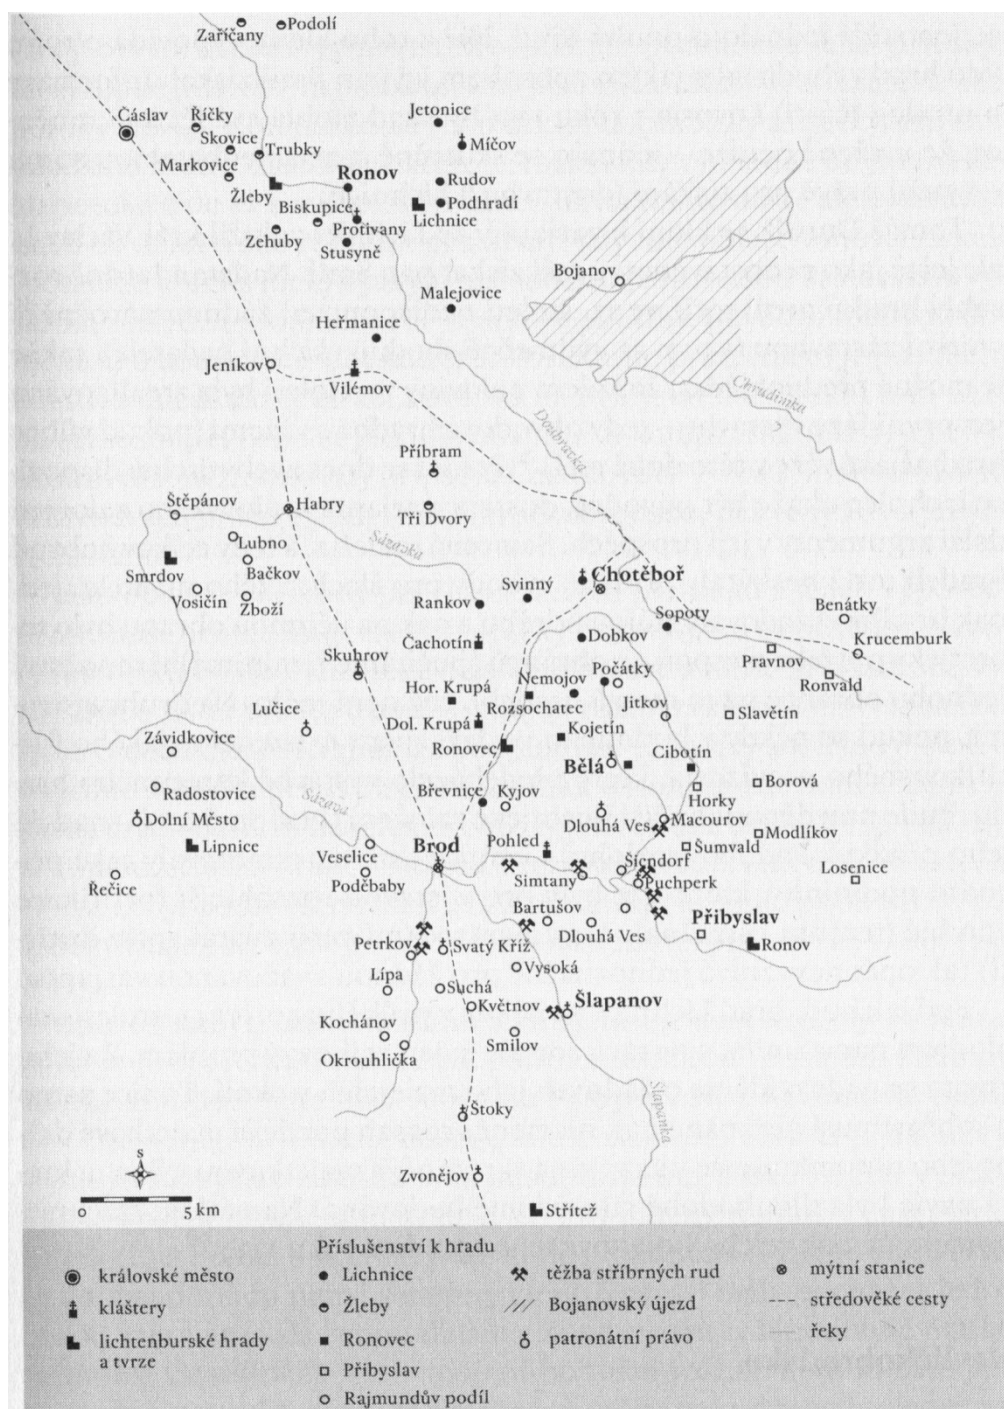 Zaříčany
Podolí
Čáslav
Říčky
Skovice
Trubky
Markovice
Žleby
Ronov
Biskupice
Zehuby
Protivany
Stusyně
Jetonice
Míčov
Rudov
Podhradí
Lichnice
Bojanov
Malejovice
Heřmanice
Jeníkov
Vilémov
Chrudimka
Doubravka
Příbram
Tři Dvory
Štěpánov
Habry
Lubno
Bačkov
Smrdov
Vosičín
Zboží
Sázavka
Svinný
Chotěboř
Rankov
Dobkov
Sopoty
Benátky
Krucemburk
Čachotín
Pravnov
Ronvald
Skuhrov
Nemojov
Počátky
Hor. Krupá
Rozsochatec
Jitkov
Slavětín
Lučice
Dol. Krupá
Kojetín
Závidkovice
Ronovec
Bělá
Cibotín
Borová
Radostovice
Sázava
Břevnice
Kyjov
Horky
Dolní Město
Dlouhá Ves
Macourov
Modlíkov
Lipnice
Veselice
Brod
Pohled
Šumvald
Losenice
Řečice
Poděbaby
Simtany
Šicndorf
Puchperk
Bartušov
Dlouhá Ves
Přibyslav
Ronov
Petrkov
Svatý Kříž
Vysoká
Lípa
Suchá
Květnov
Šlapanov
Kochánov
Okrouhlička
Smilov
Šlapanka
Štoky
Zvonějov
Střítež
S
0 5 km
Příslušenství k hradu
královské město
kláštery
lichtenburské hrady
a tvrze
Lichnice
Žleby
Ronovec
Přibyslav
Rajmundův podíl
těžba stříbrných rud
Bojanovský újezd
patronátní právo
mýtní stanice
středověké cesty
řeky